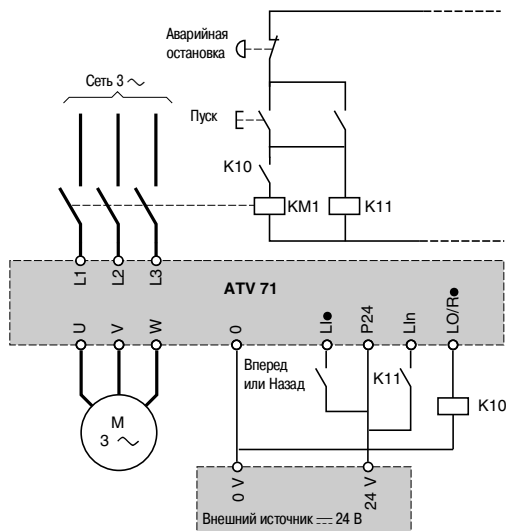 Аварийная
остановка
Сеть 3 ~
Пуск
K10
KM1
K11
L1
L2
L3
ATV 71
U
V
W
0
LI●
P24
LIn
LO/R●
Вперед
или Назад
K11
K10
M
3 ~
0 V
24 V
Внешний источник ⎓ 24 В